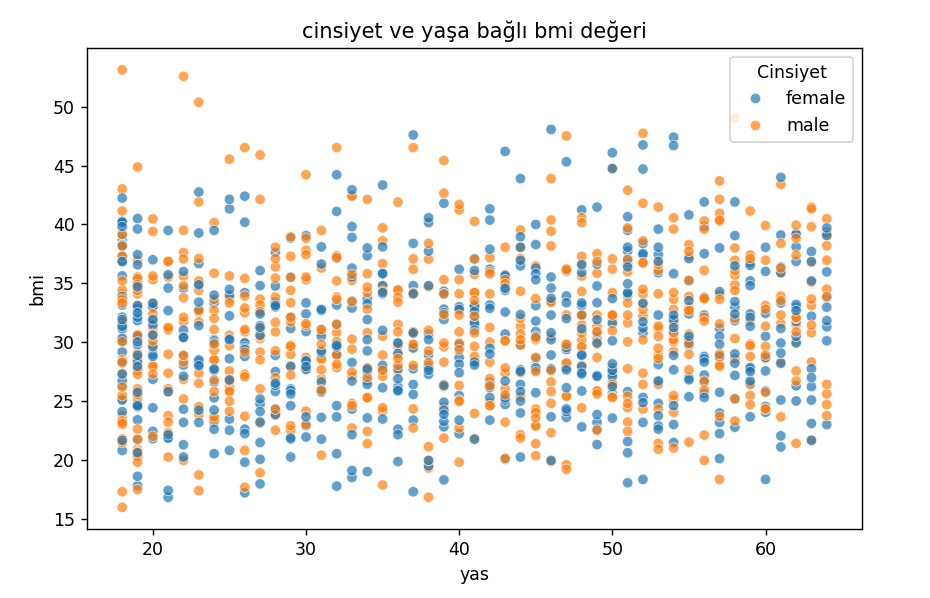 cinsiyet ve yaşa bağlı bmi değeri
Cinsiyet
female
male
50
45
40
35
30
25
20
15
bmi
20 30 40 50 60
yas